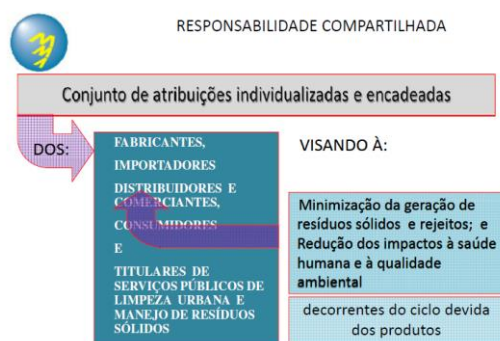 RESPONSABILIDADE COMPARTILHADA
Conjunto de atribuições individualizadas e encadeadas
DOS:
FABRICANTES,
IMPORTADORES
DISTRIBUIDORES E
COMERCIANTES,
CONSUMIDORES
E
TITULARES DE
SERVIÇOS PÚBLICOS DE
LIMPEZA URBANA E
MANEJO DE RESÍDUOS
SÓLIDOS
VISANDO À:
Minimização da geração de
resíduos sólidos e rejeitos; e
Redução dos impactos à saúde
humana e à qualidade
ambiental
decorrentes do ciclo devida
dos produtos